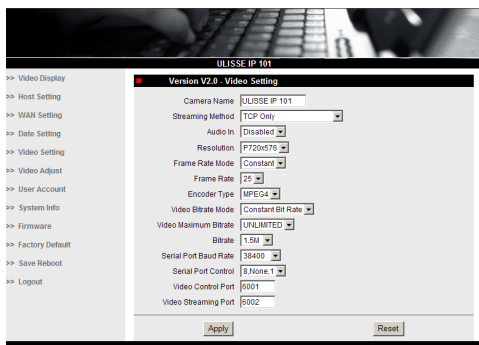 ULISSE IP 101
>> Video Display
>> Host Setting
>> WAN Setting
>> Date Setting
>> Video Setting
>> Video Adjust
>> User Account
>> System Info
>> Firmware
>> Factory Default
>> Save Reboot
>> Logout
Version V2.0 - Video Setting
Camera Name ULISSE IP 101
Streaming Method TCP Only
Audio In Disabled
Resolution P720x576
Frame Rate Mode Constant
Frame Rate 25
Encoder Type MPEG4
Video Bitrate Mode Constant Bit Rate
Video Maximum Bitrate UNLIMITED
Bitrate 1.5M
Serial Port Baud Rate 38400
Serial Port Control 8,None,1
Video Control Port 6001
Video Streaming Port 6002
Apply Reset